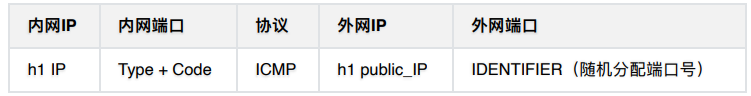 内网IP 内网端口 协议 外网IP 外网端口
h1 IP Type + Code ICMP h1 public_IP IDENTIFIER（随机分配端口号）